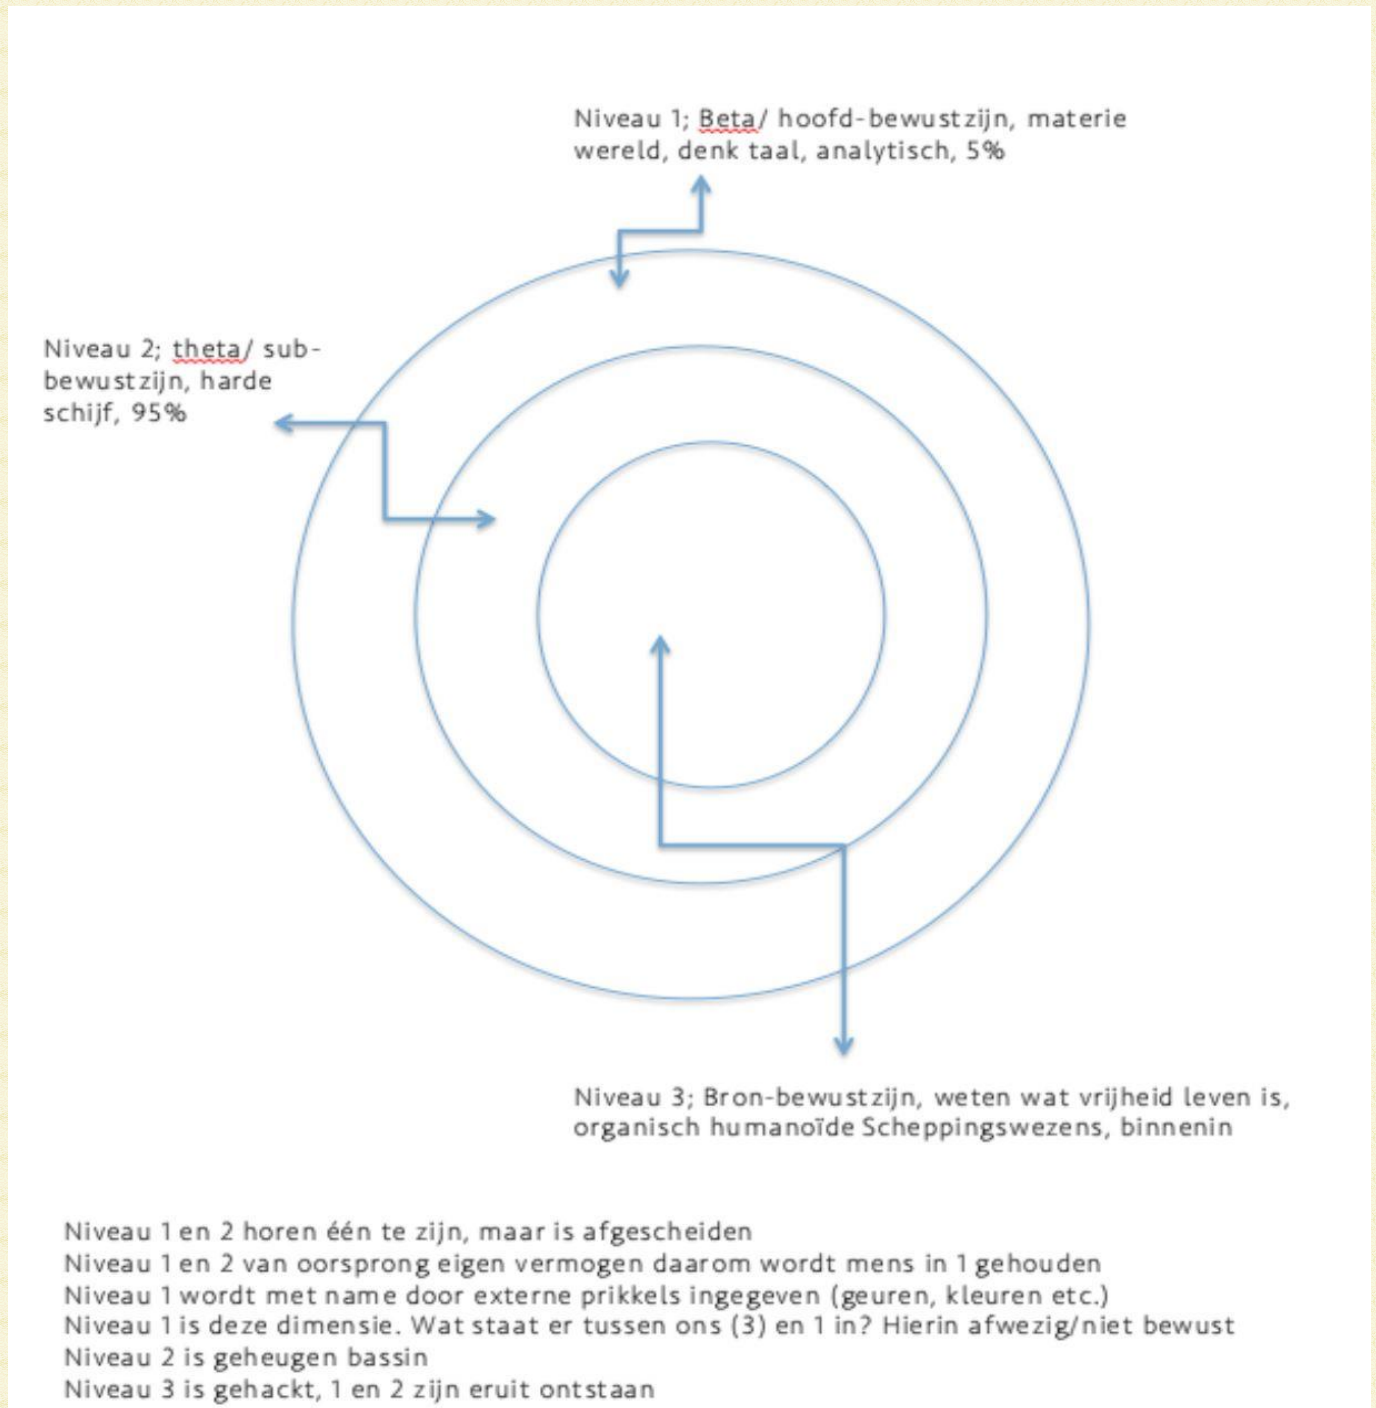 Niveau 1; Beta/ hoofd-bewustzijn, materie
wereld, denk taal, analytisch, 5%
Niveau 2; theta/ sub-
bewustzijn, harde
schijf, 95%
Niveau 3; Bron-bewustzijn, weten wat vrijheid leven is,
organisch humanoïde Scheppingswezens, binnenin
Niveau 1 en 2 horen één te zijn, maar is afgescheiden
Niveau 1 en 2 van oorsprong eigen vermogen daarom wordt mens in 1 gehouden
Niveau 1 wordt met name door externe prikkels ingegeven (geuren, kleuren etc.)
Niveau 1 is deze dimensie. Wat staat er tussen ons (3) en 1 in? Hierin afwezig/niet bewust
Niveau 2 is geheugen bassin
Niveau 3 is gehackt, 1 en 2 zijn eruit ontstaan